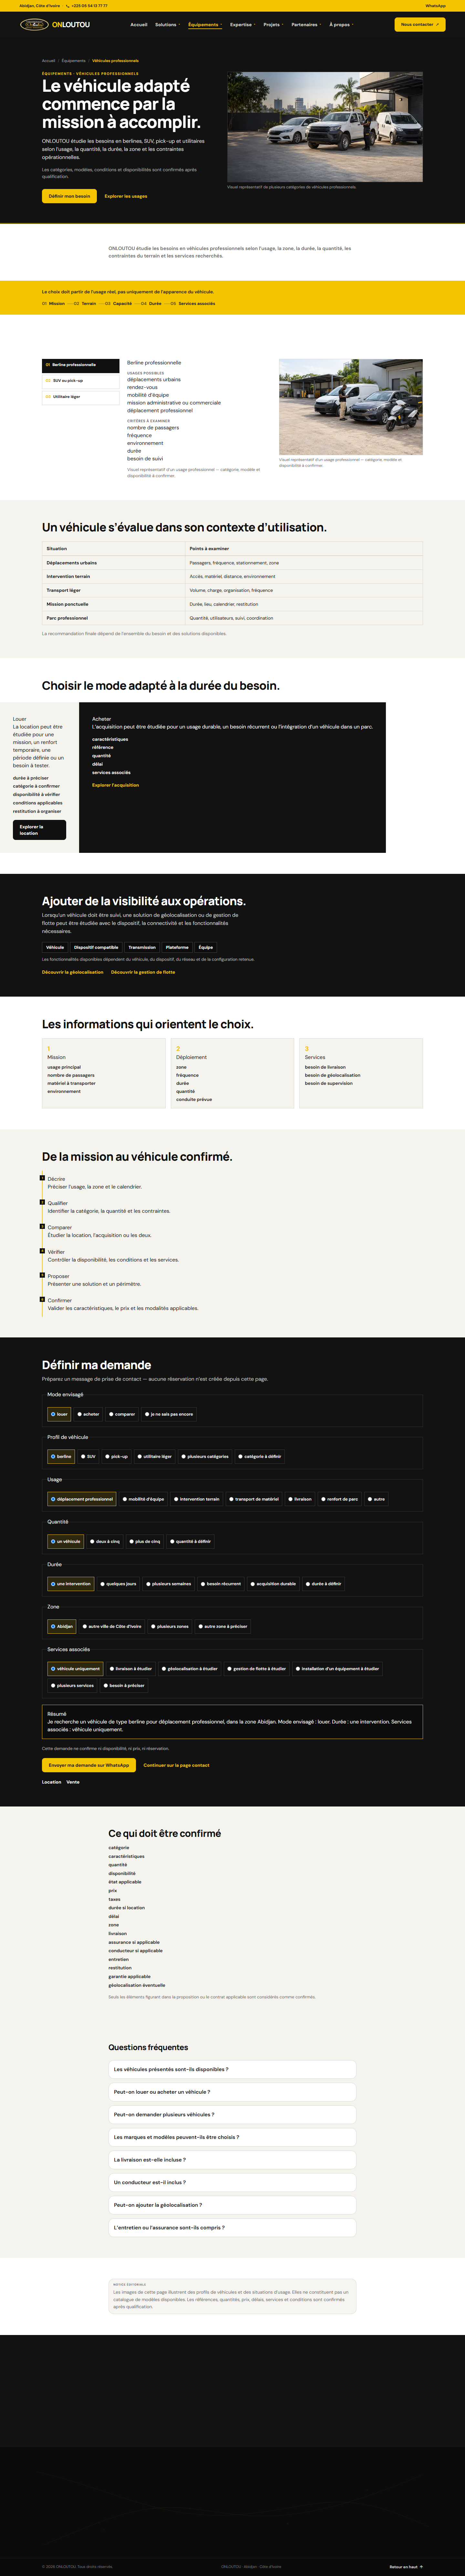 Abidjan, Côte d'Ivoire
+225 05 54 13 77 77
WhatsApp
ONLOUTOU
Accueil
Solutions
Équipements
Expertise
Projets
Partenaires
À propos
Nous contacter
Accueil / Équipements / Véhicules professionnels
ÉQUIPEMENTS · VÉHICULES PROFESSIONNELS
Le véhicule adapté
commence par la
mission à accomplir.
ONLOUTOU étudie les besoins en berlines, SUV, pick-up et utilitaires
selon l'usage, la quantité, la durée, la zone et les contraintes
opérationnelles.
Les catégories, modèles, conditions et disponibilités sont confirmés après
qualification.
Définir mon besoin
Explorer les usages
Visuel représentatif de plusieurs catégories de véhicules professionnels.
ONLOUTOU étudie les besoins en véhicules professionnels selon l'usage, la zone, la durée, la quantité, les
contraintes du terrain et les services recherchés.
Le choix doit partir de l'usage réel, pas uniquement de l'apparence du véhicule.
01 Mission
02 Terrain
03 Capacité
04 Durée
05 Services associés
01 Berline professionnelle
02 SUV ou pick-up
03 Utilitaire léger
Berline professionnelle
USAGES POSSIBLES
déplacements urbains
rendez-vous
mobilité d'équipe
mission administrative ou commerciale
déplacement professionnel
CRITÈRES À EXAMINER
nombre de passagers
fréquence
environnement
durée
besoin de suivi
Visuel représentatif d'un usage professionnel — catégorie, modèle et
disponibilité à confirmer.
Visuel représentatif d'un usage professionnel — catégorie, modèle et
disponibilité à confirmer.
Un véhicule s'évalue dans son contexte d'utilisation.
Situation
Points à examiner
Déplacements urbains
Passagers, fréquence, stationnement, zone
Intervention terrain
Accès, matériel, distance, environnement
Transport léger
Volume, charge, organisation, fréquence
Mission ponctuelle
Durée, lieu, calendrier, restitution
Parc professionnel
Quantité, utilisateurs, suivi, coordination
La recommandation finale dépend de l'ensemble du besoin et des solutions disponibles
Choisir le mode adapté à la durée du besoin.
Louer
La location peut être
étudiée pour une
mission, un renfort
temporaire, une
période définie ou un
besoin à tester.
durée à préciser
catégorie à confirmer
disponibilité à vérifier
conditions applicables
restitution à organiser
Explorer la
location
Acheter
L'acquisition peut être étudiée pour un usage durable, un besoin récurrent ou l'intégration d'un véhicule dans un parc.
caractéristiques
référence
quantité
délai
services associés
Explorer l'acquisition
Ajouter de la visibilité aux opérations.
Lorsqu'un véhicule doit être suivi, une solution de géolocalisation ou de gestion de
flotte peut être étudiée avec le dispositif, la connectivité et les fonctionnalités
nécessaires.
Véhicule
Dispositif compatible
Transmission
Plateforme
Équipe
Les fonctionnalités disponibles dépendent du véhicule, du dispositif, du réseau et de la configuration retenue.
Découvrir la géolocalisation
Découvrir la gestion de flotte
Les informations qui orientent le choix.
1
Mission
usage principal
nombre de passagers
matériel à transporter
environnement
2
Déploiement
zone
fréquence
durée
quantité
conduite prévue
3
Services
besoin de livraison
besoin de géolocalisation
besoin de supervision
De la mission au véhicule confirmé.
1
Décrire
Préciser l'usage, la zone et le calendrier.
2
Qualifier
Identifier la catégorie, la quantité et les contraintes.
3
Comparer
Étudier la location, l'acquisition ou les deux.
4
Vérifier
Contrôler la disponibilité, les conditions et les services.
5
Proposer
Présenter une solution et un périmètre.
6
Confirmer
Valider les caractéristiques, le prix et les modalités applicables.
Définir ma demande
Préparez un message de prise de contact — aucune réservation n'est créée depuis cette page.
Mode envisagé
louer
acheter
comparer
je ne sais pas encore
Profil de véhicule
berline
SUV
pick-up
utilitaire léger
plusieurs catégories
catégorie à définir
Usage
déplacement professionnel
mobilité d'équipe
intervention terrain
transport de matériel
livraison
renfort de parc
autre
Quantité
un véhicule
deux à cinq
plus de cinq
quantité à définir
Durée
une intervention
quelques jours
plusieurs semaines
besoin récurrent
acquisition durable
durée à définir
Zone
Abidjan
autre ville de Côte d'Ivoire
plusieurs zones
autre zone à préciser
Services associés
véhicule uniquement
livraison à étudier
géolocalisation à étudier
gestion de flotte à étudier
installation d'un équipement à étudier
plusieurs services
besoin à préciser
Résumé
Je recherche un véhicule de type berline pour déplacement professionnel, dans la zone Abidjan. Mode envisagé : louer. Durée : une intervention. Services
associés : véhicule uniquement.
Cette demande ne confirme ni disponibilité, ni prix, ni réservation.
Envoyer ma demande sur WhatsApp
Continuer sur la page contact
Location
Vente
Ce qui doit être confirmé
catégorie
caractéristiques
quantité
disponibilité
état applicable
prix
taxes
durée si location
délai
zone
livraison
assurance si applicable
conducteur si applicable
entretien
restitution
garantie applicable
géolocalisation éventuelle
Seuls les éléments figurant dans la proposition ou le contrat applicable sont considérés comme confirmés.
Questions fréquentes
Les véhicules présentés sont-ils disponibles ?
Peut-on louer ou acheter un véhicule ?
Peut-on demander plusieurs véhicules ?
Les marques et modèles peuvent-ils être choisis ?
La livraison est-elle incluse ?
Un conducteur est-il inclus ?
Peut-on ajouter la géolocalisation ?
L'entretien ou l'assurance sont-ils compris ?
NOTICE ÉDITORIALE
Les images de cette page illustrent des profils de véhicules et des situations d'usage. Elles ne constituent pas un
catalogue de modèles disponibles. Les références, quantités, prix, délais, services et conditions sont confirmés
après qualification.
© 2026 ONLOUTOU. Tous droits réservés.
ONLOUTOU · Abidjan · Côte d'Ivoire
Retour en haut